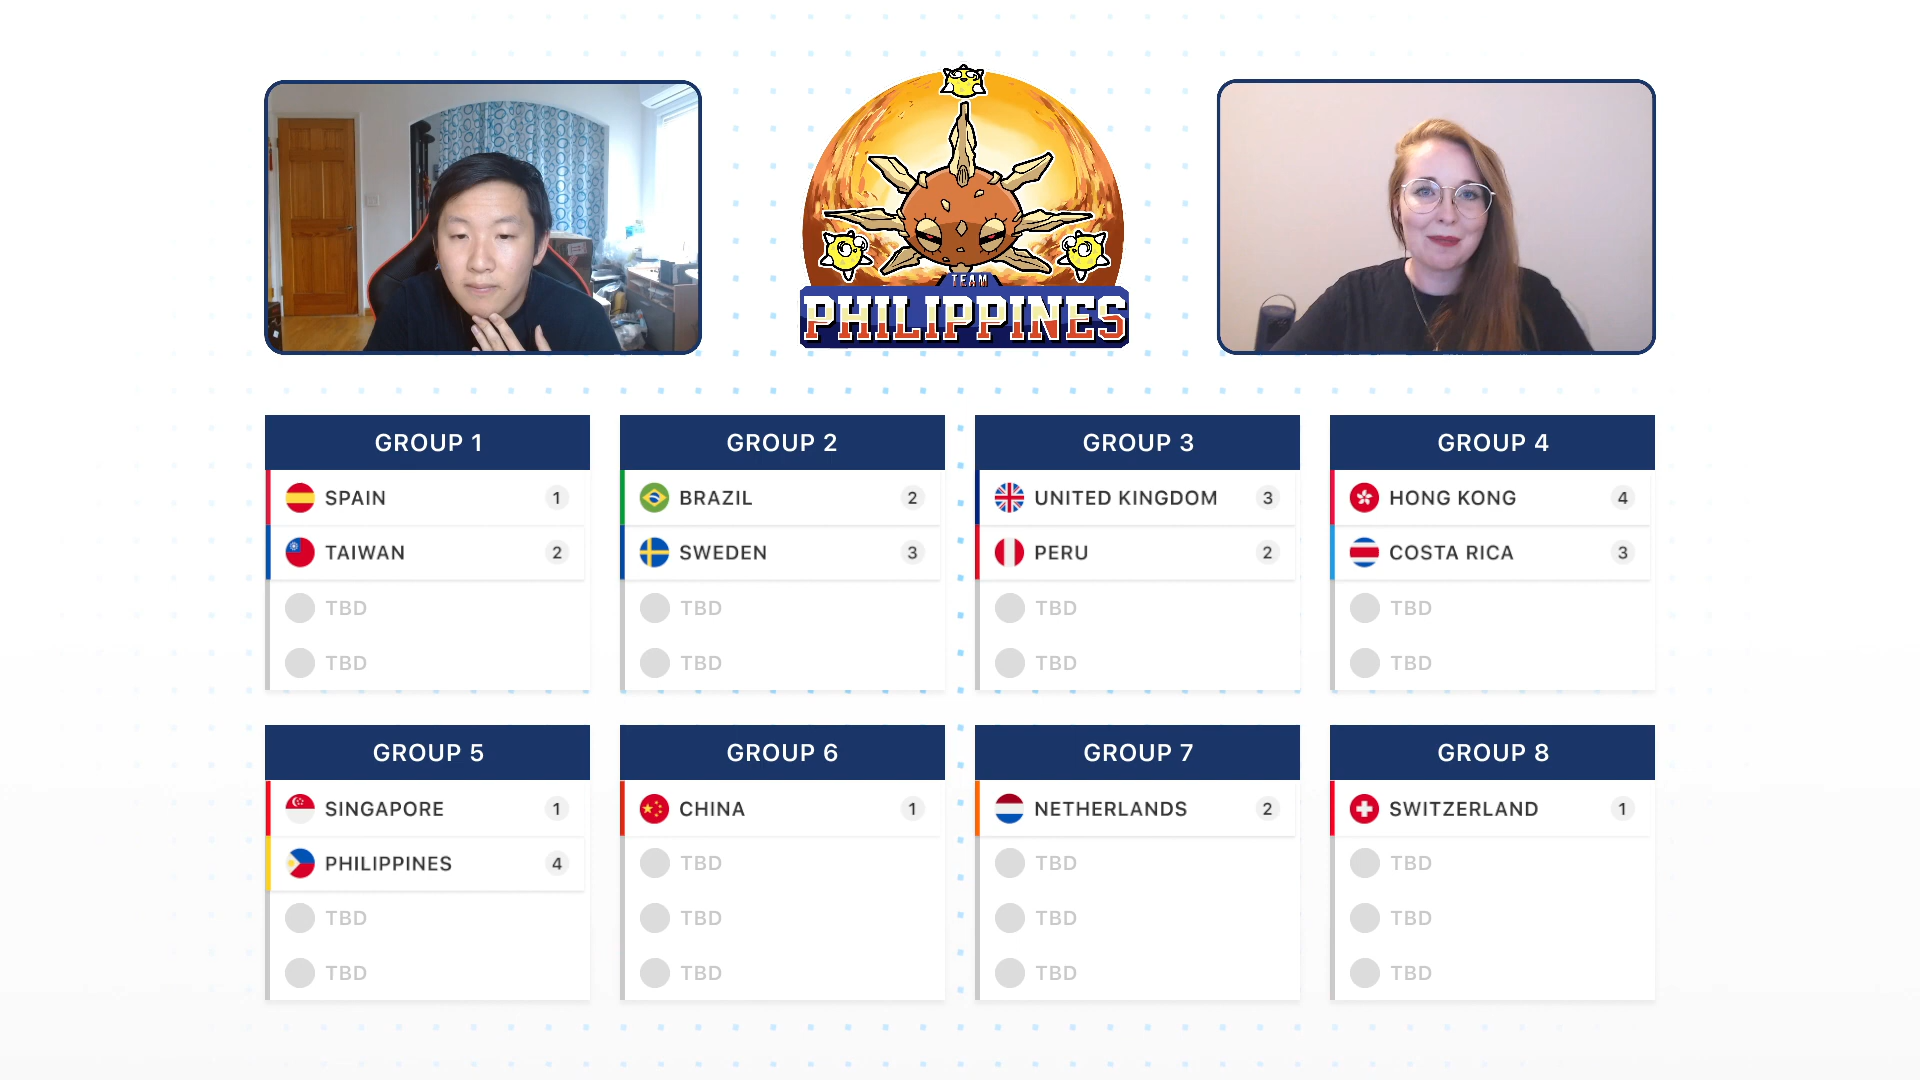 TEAM
PHILIPPINES
GROUP 1
SPAIN 1
TAIWAN 2
TBD
TBD
GROUP 2
BRAZIL 2
SWEDEN 3
TBD
TBD
GROUP 3
UNITED KINGDOM 3
PERU 2
TBD
TBD
GROUP 4
HONG KONG 4
COSTA RICA 3
TBD
TBD
GROUP 5
SINGAPORE 1
PHILIPPINES 4
TBD
TBD
GROUP 6
CHINA 1
TBD
TBD
TBD
GROUP 7
NETHERLANDS 2
TBD
TBD
TBD
GROUP 8
SWITZERLAND 1
TBD
TBD
TBD